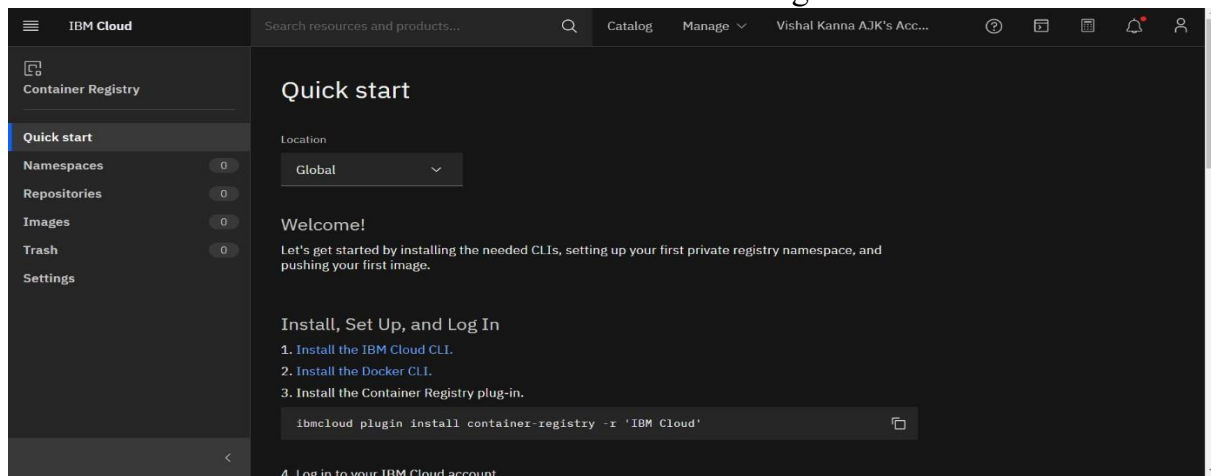 IBM Cloud
Search resources and products...
Catalog
Manage
Vishal Kanna AJK's Acc...
Container Registry
Quick start
Namespaces 0
Repositories 0
Images 0
Trash 0
Settings
Quick start
Location
Global
Welcome!
Let's get started by installing the needed CLIs, setting up your first private registry namespace, and
pushing your first image.
Install, Set Up, and Log In
1. Install the IBM Cloud CLI.
2. Install the Docker CLI.
3. Install the Container Registry plug-in.
ibmcloud plugin install container-registry -r 'IBM Cloud'
4. Log in to your IBM Cloud account